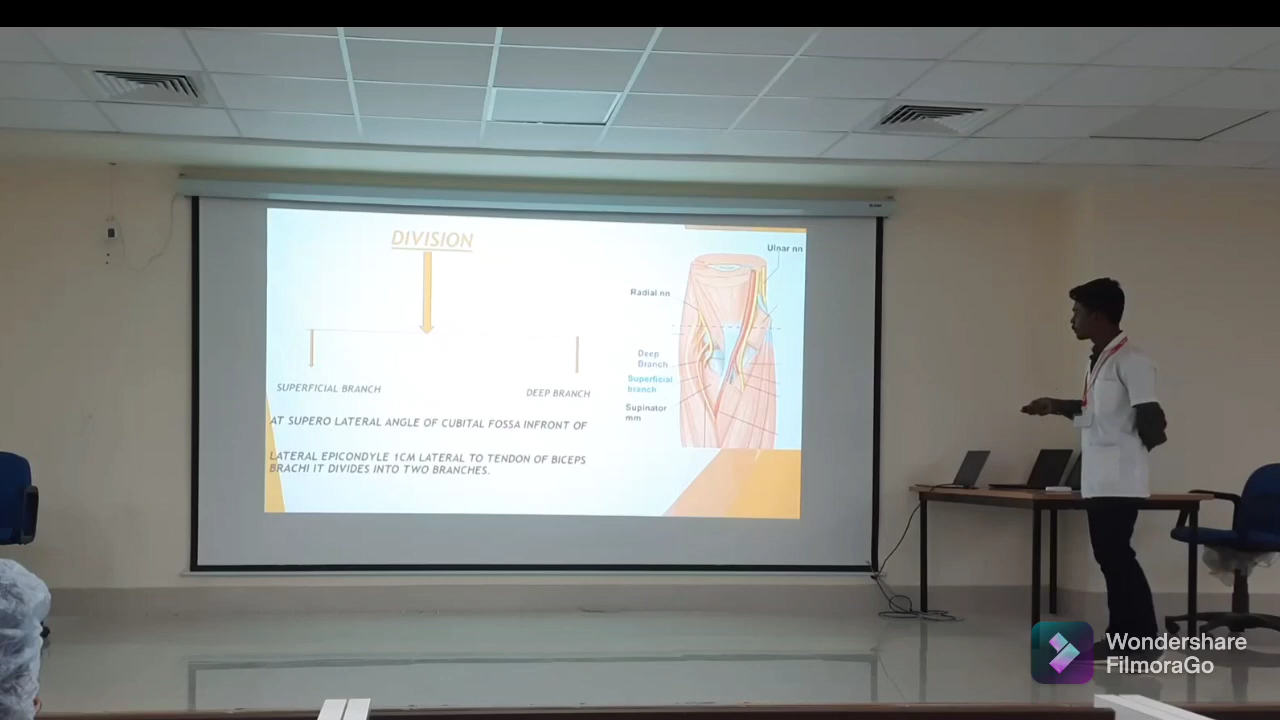 DIVISION
SUPERFICIAL BRANCH
DEEP BRANCH
AT SUPERO LATERAL ANGLE OF CUBITAL FOSSA INFRONT OF
LATERAL EPICONDYLE 1CM LATERAL TO TENDON OF BICEPS
BRACHI IT DIVIDES INTO TWO BRANCHES.
Ulnar nn
Radial nn
Deep
Branch
Superficial
branch
Supinator
mm
Wondershare
FilmoraGo